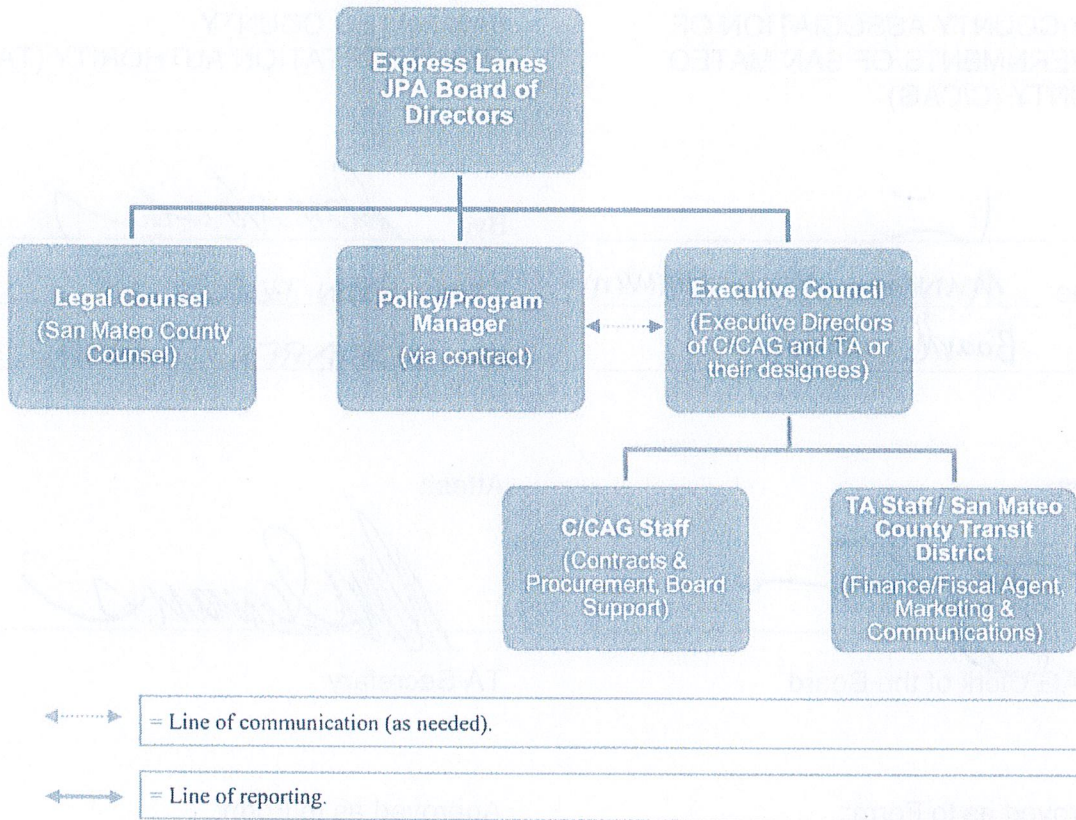 Express Lanes
JPA Board of
Directors
Legal Counsel
(San Mateo County
Counsel)
Policy/Program
Manager
(via contract)
Executive Council
(Executive Directors
of C/CAG and TA or
their designees)
C/CAG Staff
(Contracts &
Procurement, Board
Support)
TA Staff / San Mateo
County Transit
District
(Finance/Fiscal Agent,
Marketing &
Communications)
= Line of communication (as needed).
= Line of reporting.